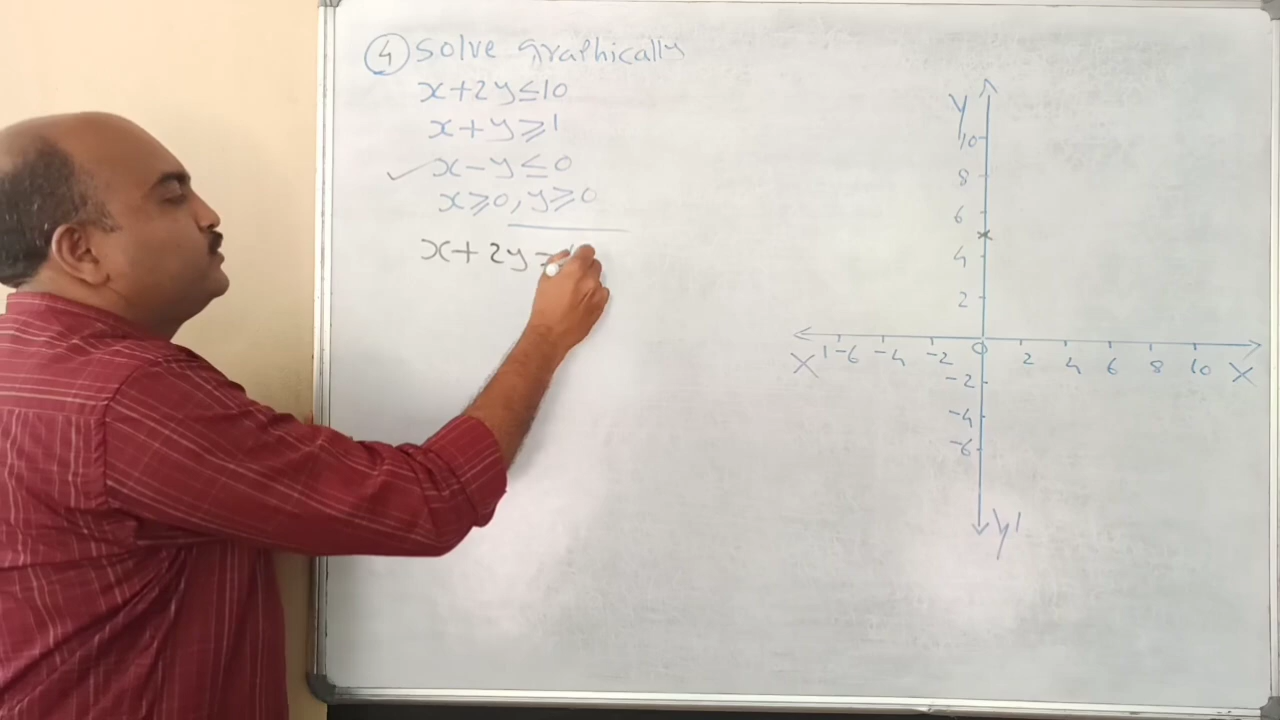 ④ Solve graphically
x+2y≤10
x+y≥1
✓x-y≤0
x≥0, y≥0
x+2y=
Y
10
8
6
4
2
X' -6 -4 -2 0 2 4 6 8 10 X
-2
-4
-6
Y'